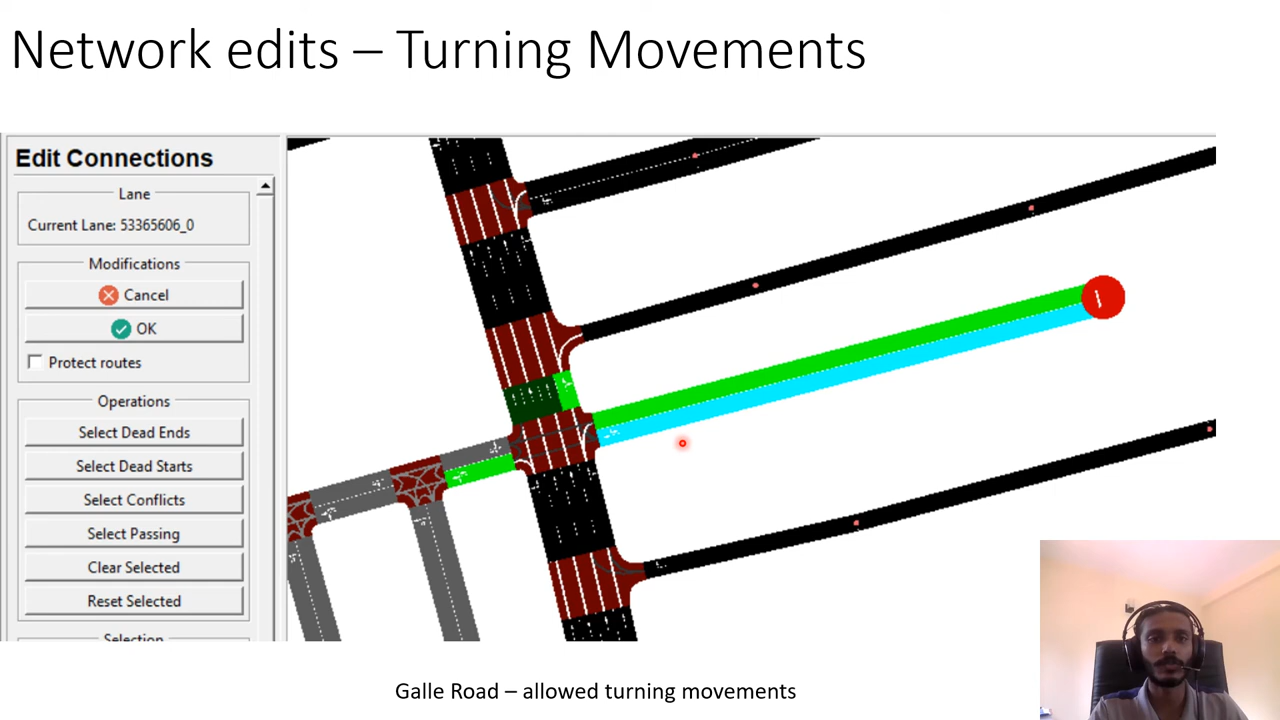 Network edits – Turning Movements
Edit Connections
Lane
Current Lane: 53365606_0
Modifications
Cancel
OK
Protect routes
Operations
Select Dead Ends
Select Dead Starts
Select Conflicts
Select Passing
Clear Selected
Reset Selected
Selection
Galle Road – allowed turning movements